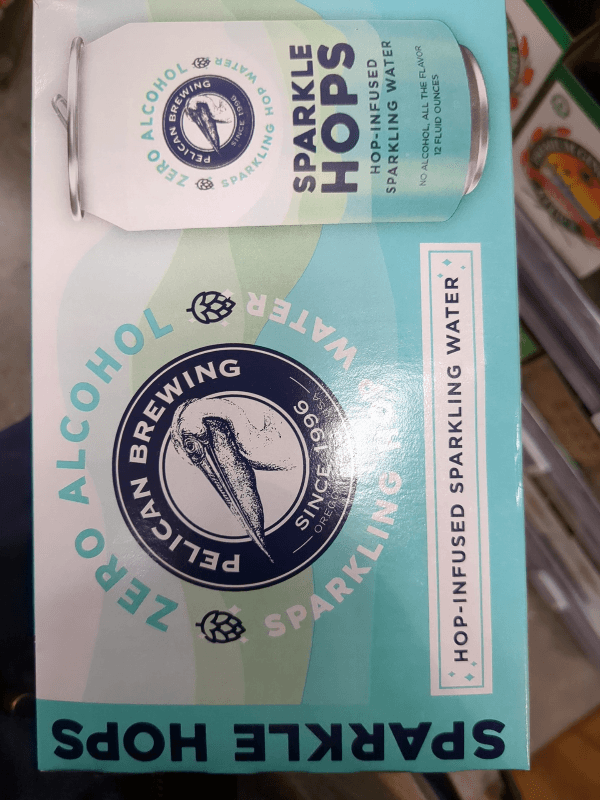 ZERO ALCOHOL
SPARKLING HOP WATER
PELICAN BREWING
SINCE 1996
SPARKLE
HOPS
HOP-INFUSED
SPARKLING WATER
NO ALCOHOL, ALL THE FLAVOR
12 FLUID OUNCES
ZERO ALCOHOL
SPARKLING HOP WATER
PELICAN BREWING
SINCE 1996
HOP-INFUSED SPARKLING WATER
SPARKLE HOPS